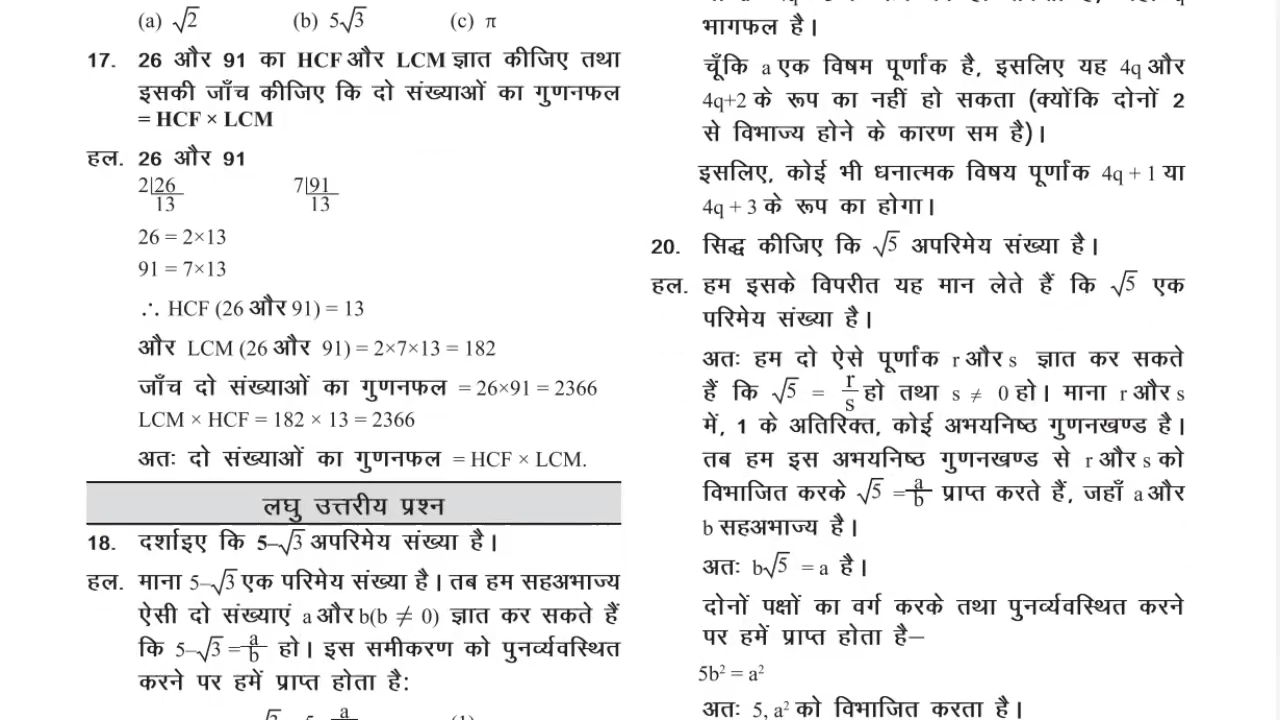 (a) √2 (b) 5√3 (c) π
17. 26 और 91 का HCF और LCM ज्ञात कीजिए तथा
इसकी जाँच कीजिए कि दो संख्याओं का गुणनफल
= HCF × LCM
हल. 26 और 91
2|26 7|91
13 13
26 = 2×13
91 = 7×13
∴ HCF (26 और 91) = 13
और LCM (26 और 91) = 2×7×13 = 182
जाँच दो संख्याओं का गुणनफल = 26×91 = 2366
LCM × HCF = 182 × 13 = 2366
अतः दो संख्याओं का गुणनफल = HCF × LCM.
लघु उत्तरीय प्रश्न
18. दर्शाइए कि 5–√3 अपरिमेय संख्या है।
हल. माना 5–√3 एक परिमेय संख्या है। तब हम सहअभाज्य
ऐसी दो संख्याएं a और b(b ≠ 0) ज्ञात कर सकते हैं
कि 5–√3 = a/b हो। इस समीकरण को पुनर्व्यवस्थित
करने पर हमें प्राप्त होता है:
भागफल है।
चूँकि a एक विषम पूर्णांक है, इसलिए यह 4q और
4q+2 के रूप का नहीं हो सकता (क्योंकि दोनों 2
से विभाज्य होने के कारण सम है)।
इसलिए, कोई भी धनात्मक विषय पूर्णांक 4q + 1 या
4q + 3 के रूप का होगा।
20. सिद्ध कीजिए कि √5 अपरिमेय संख्या है।
हल. हम इसके विपरीत यह मान लेते हैं कि √5 एक
परिमेय संख्या है।
अतः हम दो ऐसे पूर्णांक r और s ज्ञात कर सकते
हैं कि √5 = r/s हो तथा s ≠ 0 हो। माना r और s
में, 1 के अतिरिक्त, कोई अभयनिष्ठ गुणनखण्ड है।
तब हम इस अभयनिष्ठ गुणनखण्ड से r और s को
विभाजित करके √5 = a/b प्राप्त करते हैं, जहाँ a और
b सहअभाज्य है।
अतः b√5 = a है।
दोनों पक्षों का वर्ग करके तथा पुनर्व्यवस्थित करने
पर हमें प्राप्त होता है–
5b² = a²
अतः 5, a² को विभाजित करता है।